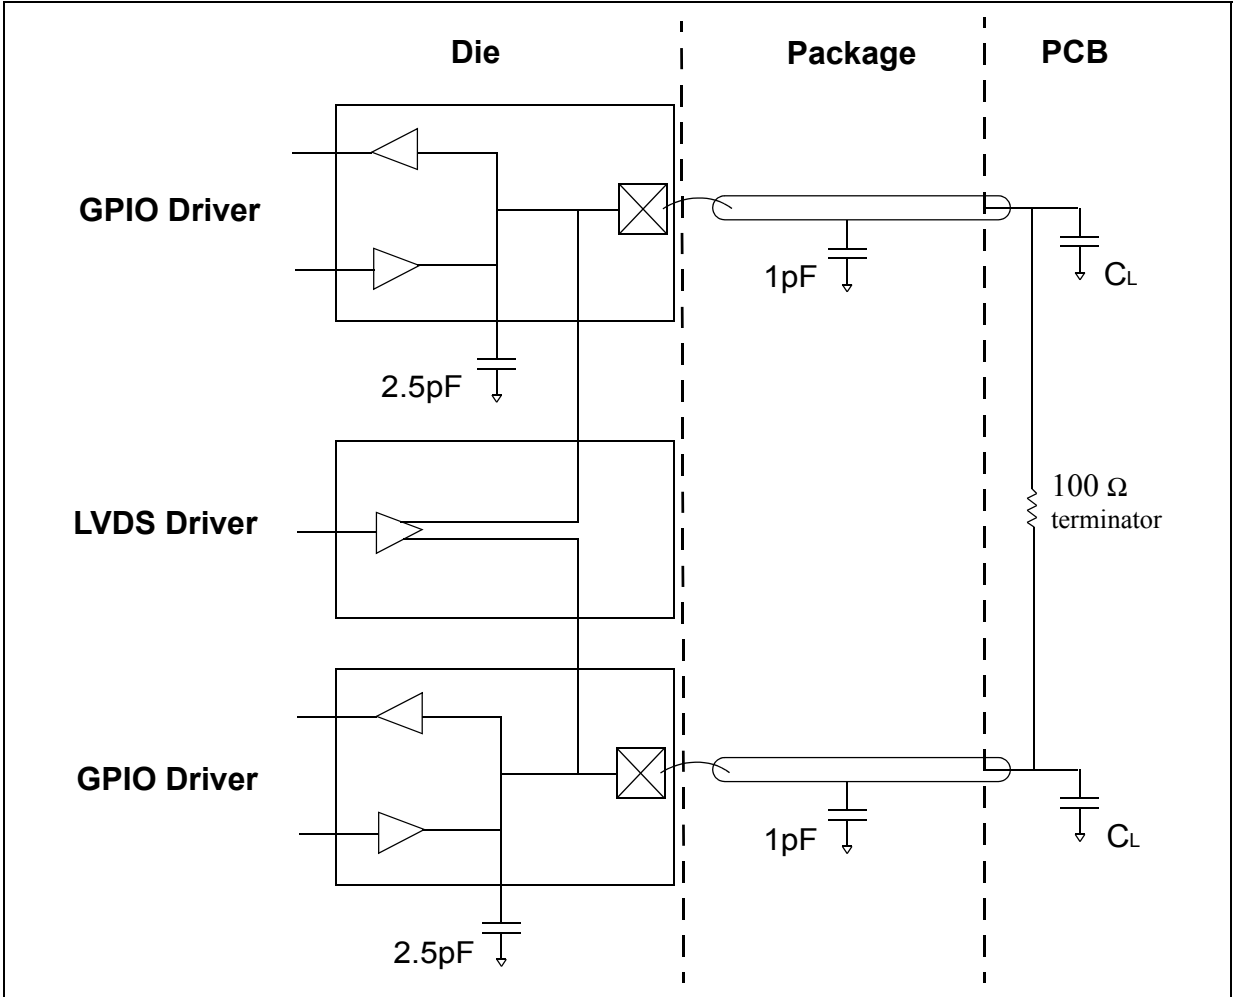 Die
Package
PCB
GPIO Driver
1pF
CL
2.5pF
LVDS Driver
100 Ω
terminator
GPIO Driver
1pF
CL
2.5pF